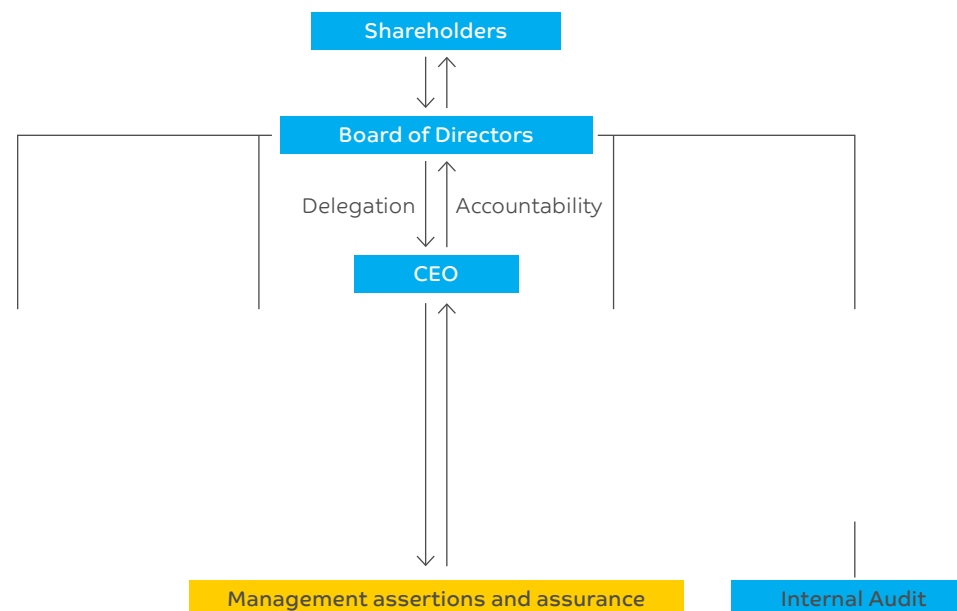 Shareholders
Board of Directors
Delegation
Accountability
CEO
Management assertions and assurance
Internal Audit